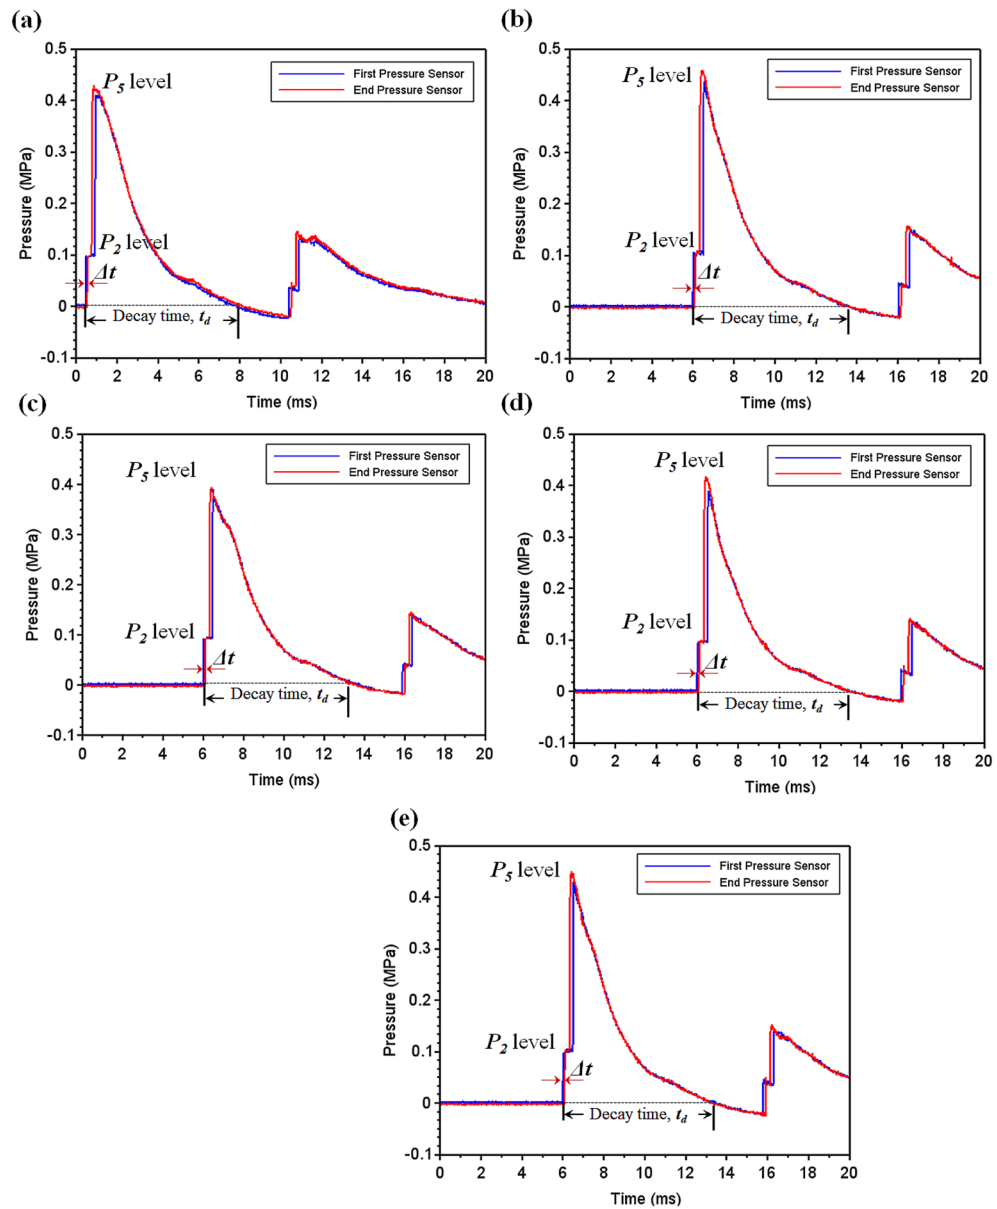 (a)
0.5
0.4
0.3
0.2
0.1
0
-0.1
Pressure (MPa)
P5 level
First Pressure Sensor
End Pressure Sensor
P2 level
Δt
Decay time, td
0 2 4 6 8 10 12 14 16 18 20
Time (ms)
(b)
0.5
0.4
0.3
0.2
0.1
0
-0.1
Pressure (MPa)
P5 level
First Pressure Sensor
End Pressure Sensor
P2 level
Δt
Decay time, td
0 2 4 6 8 10 12 14 16 18 20
Time (ms)
(c)
0.5
0.4
0.3
0.2
0.1
0
-0.1
Pressure (MPa)
P5 level
First Pressure Sensor
End Pressure Sensor
P2 level
Δt
Decay time, td
0 2 4 6 8 10 12 14 16 18 20
Time (ms)
(d)
0.5
0.4
0.3
0.2
0.1
0
-0.1
Pressure (MPa)
P5 level
First Pressure Sensor
End Pressure Sensor
P2 level
Δt
Decay time, td
0 2 4 6 8 10 12 14 16 18 20
Time (ms)
(e)
0.5
0.4
0.3
0.2
0.1
0
-0.1
Pressure (MPa)
P5 level
First Pressure Sensor
End Pressure Sensor
P2 level
Δt
Decay time, td
0 2 4 6 8 10 12 14 16 18 20
Time (ms)